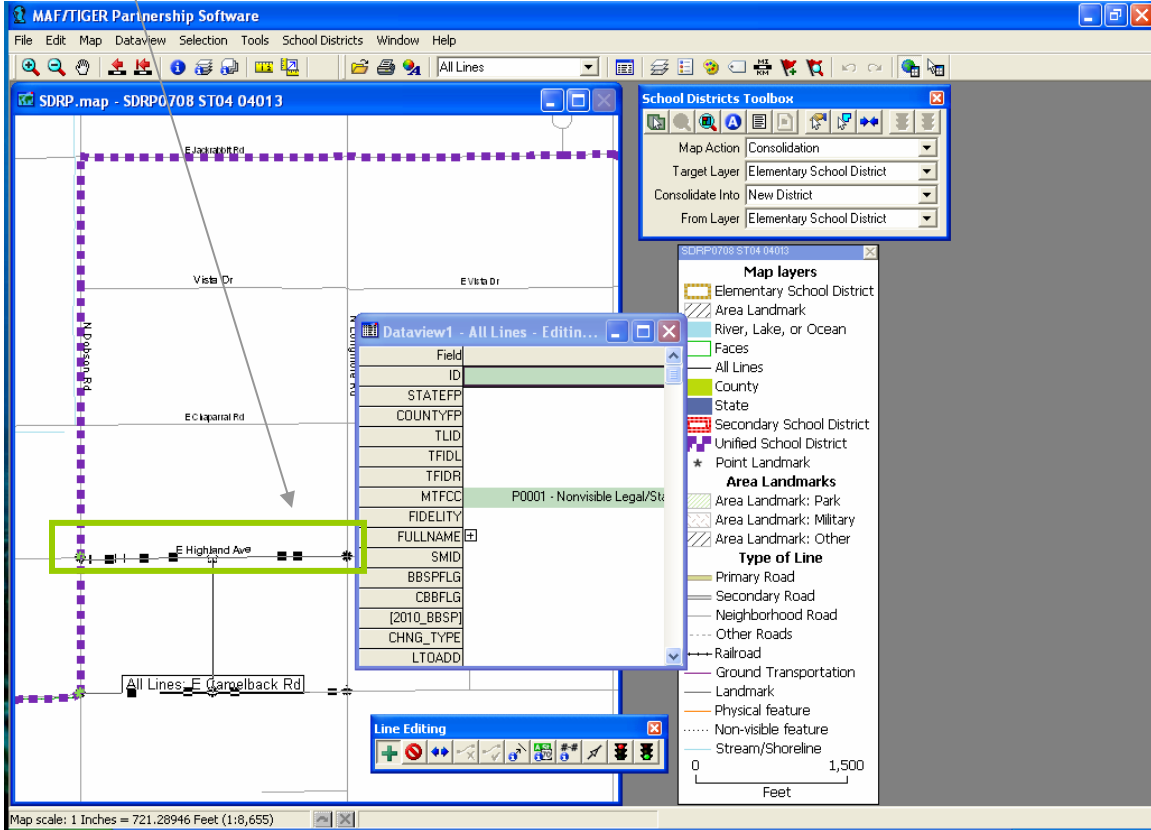 MAF/TIGER Partnership Software
File Edit Map Dataview Selection Tools School Districts Window Help
All Lines
MI
KM
SDRP.map - SDRP0708 ST04 04013
E Jackrabbit Rd
Vista Dr
E Vista Dr
N Dobson Rd
N Longmore Rd
E Chaparral Rd
E Highland Ave
All Lines: E Camelback Rd
School Districts Toolbox
Map Action Consolidation
Target Layer Elementary School District
Consolidate Into New District
From Layer Elementary School District
Dataview1 - All Lines - Editin...
Field
ID
STATEFP
COUNTYFP
TLID
TFIDL
TFIDR
MTFCC P0001 - Nonvisible Legal/Sta
FIDELITY
FULLNAME
SMID
BBSPFLG
CBBFLG
[2010_BBSP]
CHNG_TYPE
LTOADD
Line Editing
SDRP0708 ST04 04013
Map layers
Elementary School District
Area Landmark
River, Lake, or Ocean
Faces
All Lines
County
State
Secondary School District
Unified School District
Point Landmark
Area Landmarks
Area Landmark: Park
Area Landmark: Military
Area Landmark: Other
Type of Line
Primary Road
Secondary Road
Neighborhood Road
Other Roads
Railroad
Ground Transportation
Landmark
Physical feature
Non-visible feature
Stream/Shoreline
0 1,500
Feet
Map scale: 1 Inches = 721.28946 Feet (1:8,655)